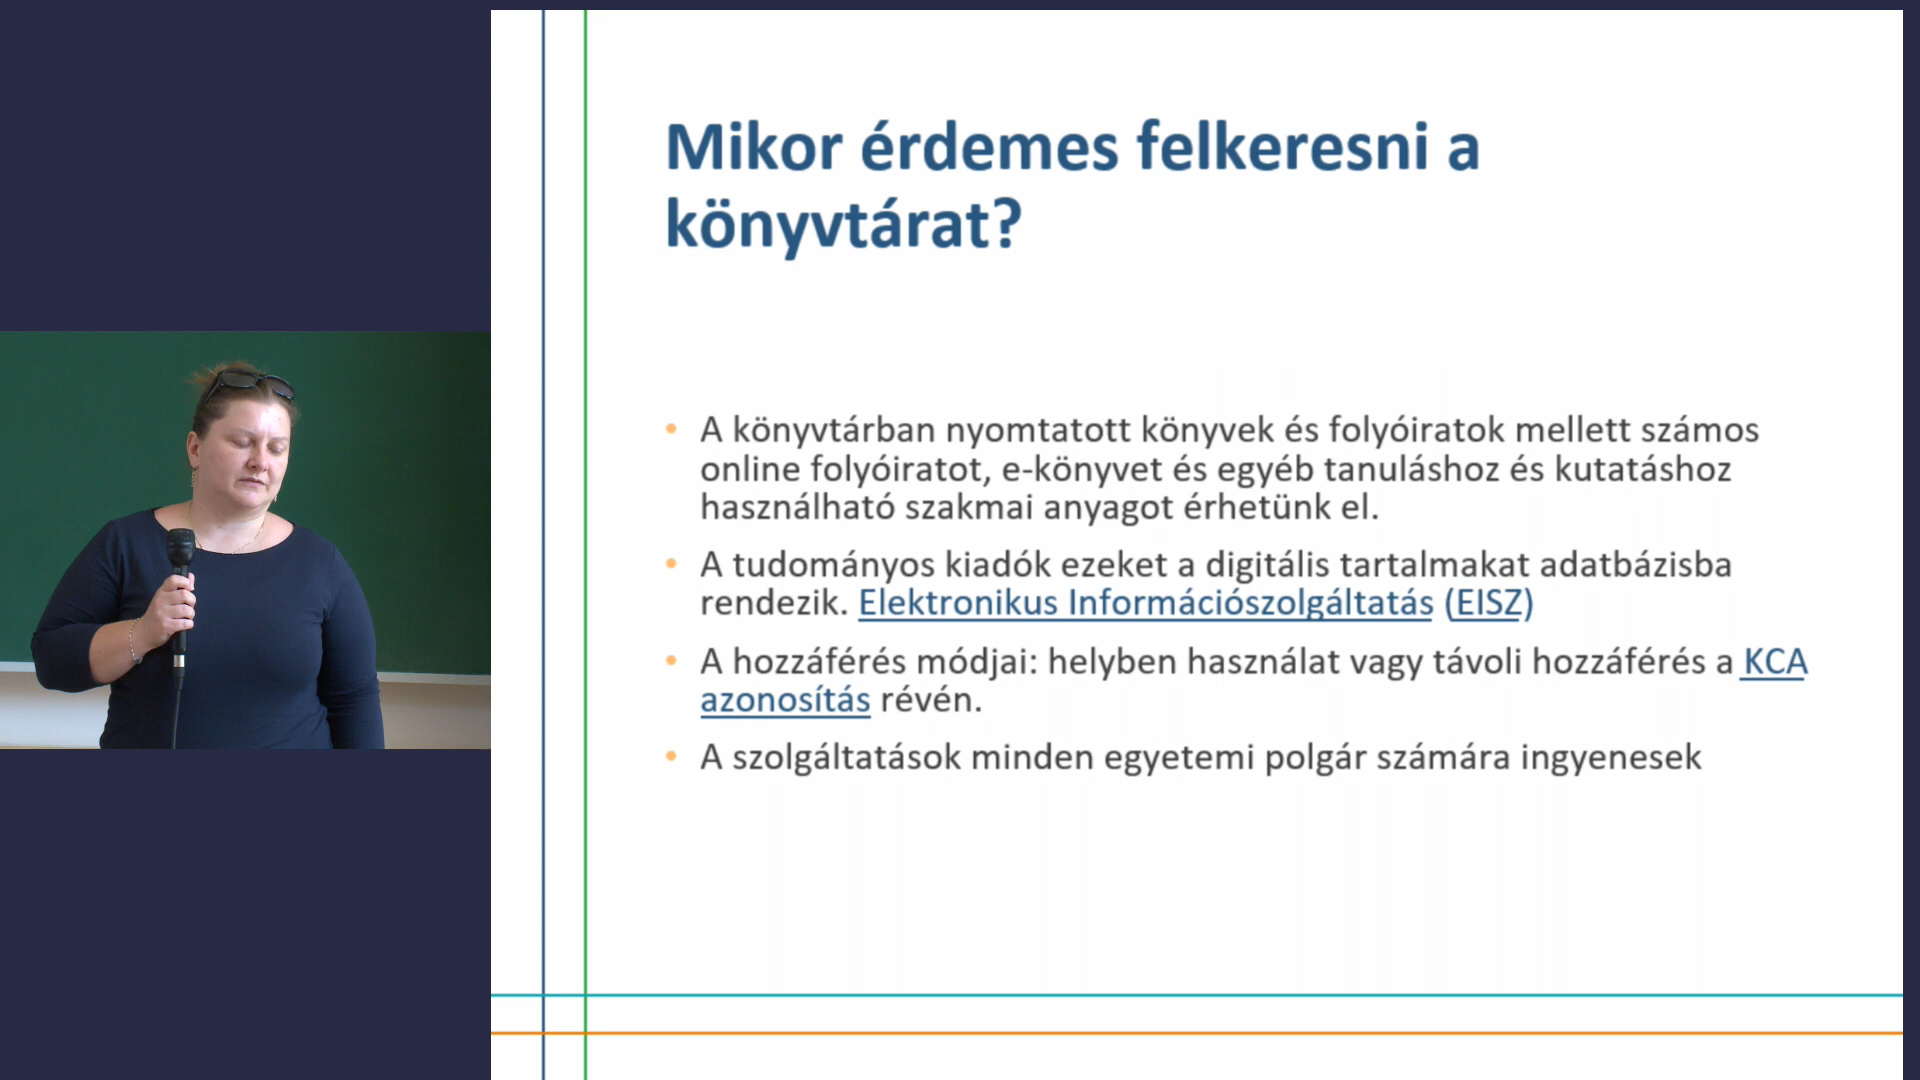 Mikor érdemes felkeresni a
könyvtárat?
• A könyvtárban nyomtatott könyvek és folyóiratok mellett számos
online folyóiratot, e-könyvet és egyéb tanuláshoz és kutatáshoz
használható szakmai anyagot érhetünk el.
• A tudományos kiadók ezeket a digitális tartalmakat adatbázisba
rendezik. Elektronikus Információszolgáltatás (EISZ)
• A hozzáférés módjai: helyben használat vagy távoli hozzáférés a KCA
azonosítás révén.
• A szolgáltatások minden egyetemi polgár számára ingyenesek